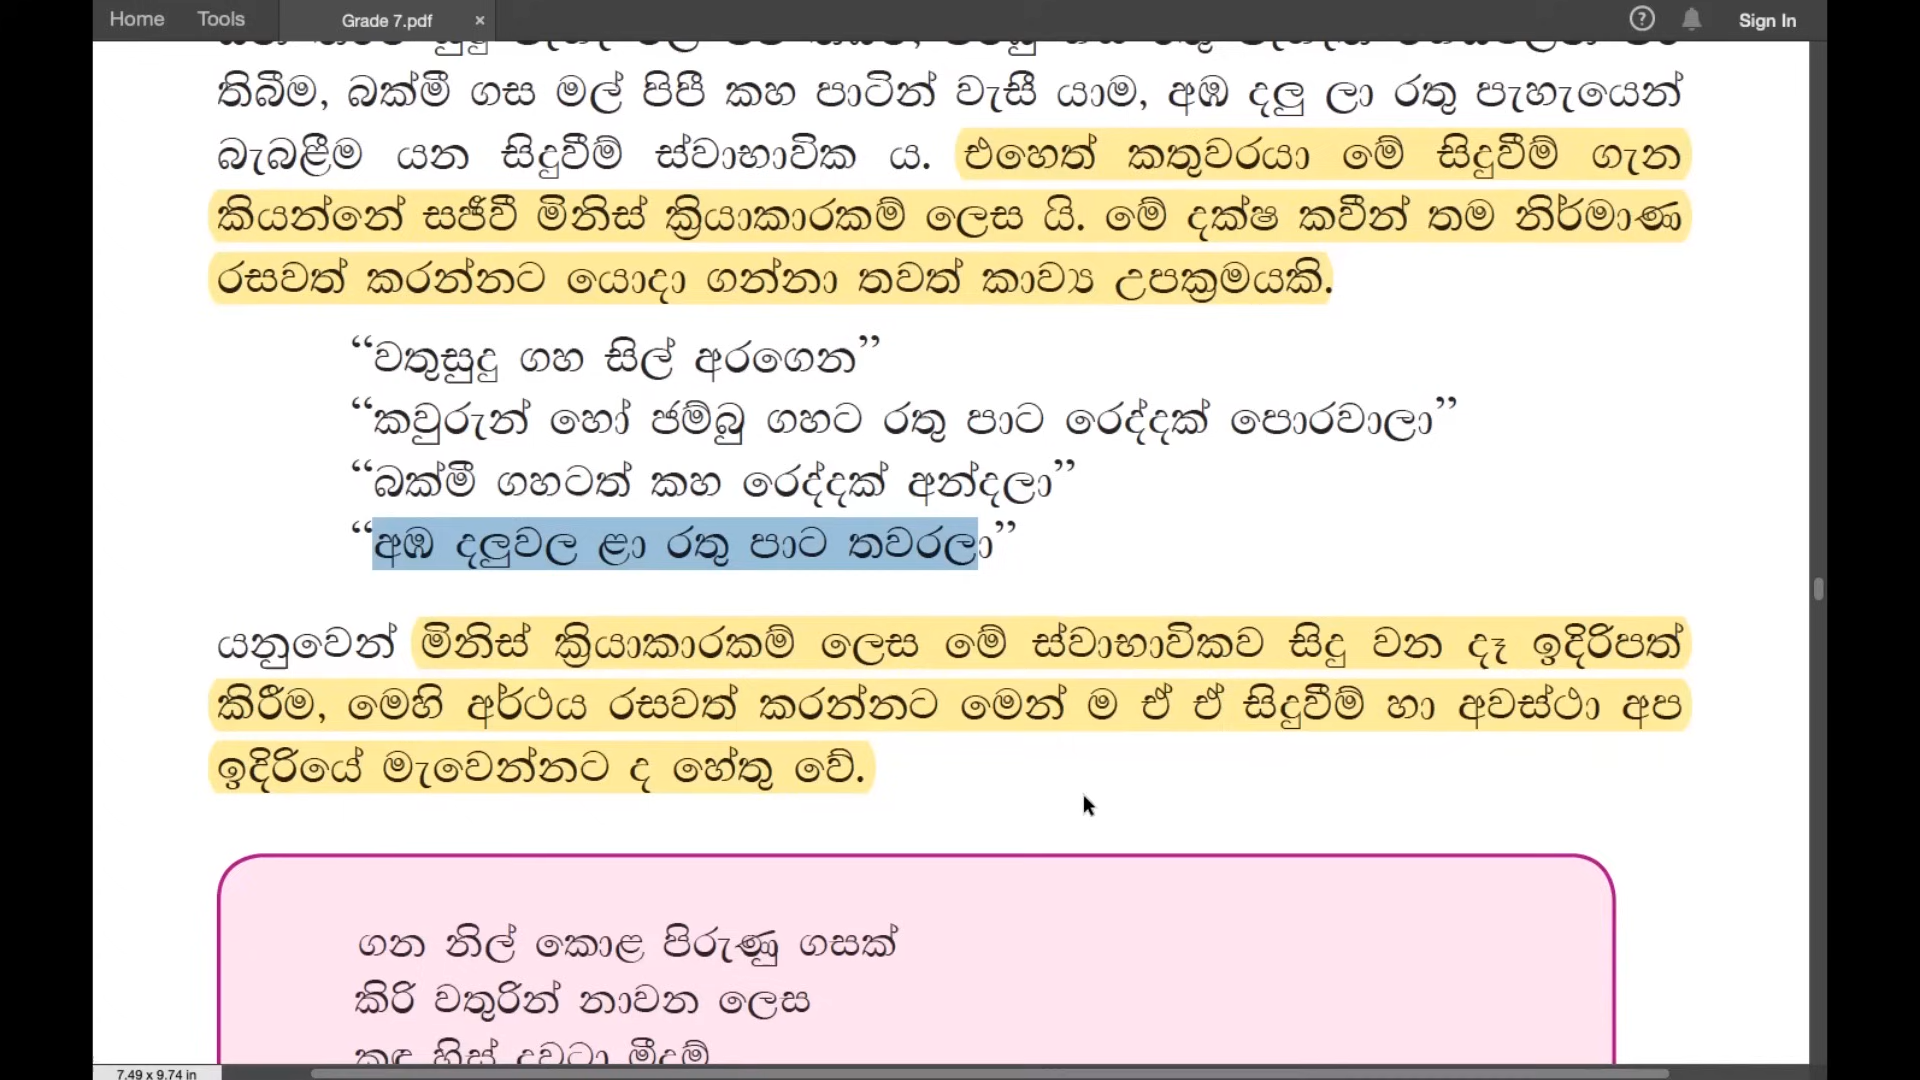 Home Tools Grade 7.pdf × ? Sign In
තිබීම, බක්මී ගස මල් පිපී කහ පාටින් වැසී යාම, අඹ දලු ලා රතු පැහැයෙන්
බැබළීම යන සිදුවීම් ස්වාභාවික ය. එහෙත් කතුවරයා මේ සිදුවීම් ගැන
කියන්නේ සජීවී මිනිස් ක්‍රියාකාරකම් ලෙස යි. මේ දක්ෂ කවීන් තම නිර්මාණ
රසවත් කරන්නට යොදා ගන්නා තවත් කාව්‍ය උපක්‍රමයකි.
“වතුසුදු ගහ සිල් අරගෙන”
“කවුරුන් හෝ ජම්බු ගහට රතු පාට රෙද්දක් පොරවාලා”
“බක්මී ගහටත් කහ රෙද්දක් අන්දලා”
“අඹ දලුවල ළා රතු පාට තවරලා”
යනුවෙන් මිනිස් ක්‍රියාකාරකම් ලෙස මේ ස්වාභාවිකව සිදු වන දෑ ඉදිරිපත්
කිරීම, මෙහි අර්ථය රසවත් කරන්නට මෙන් ම ඒ ඒ සිදුවීම් හා අවස්ථා අප
ඉදිරියේ මැවෙන්නට ද හේතු වේ.
ගන නිල් කොළ පිරුණු ගසක්
කිරි වතුරින් නාවන ලෙස
කඳු හිස් දවටා මීදුම්
7.49 x 9.74 in